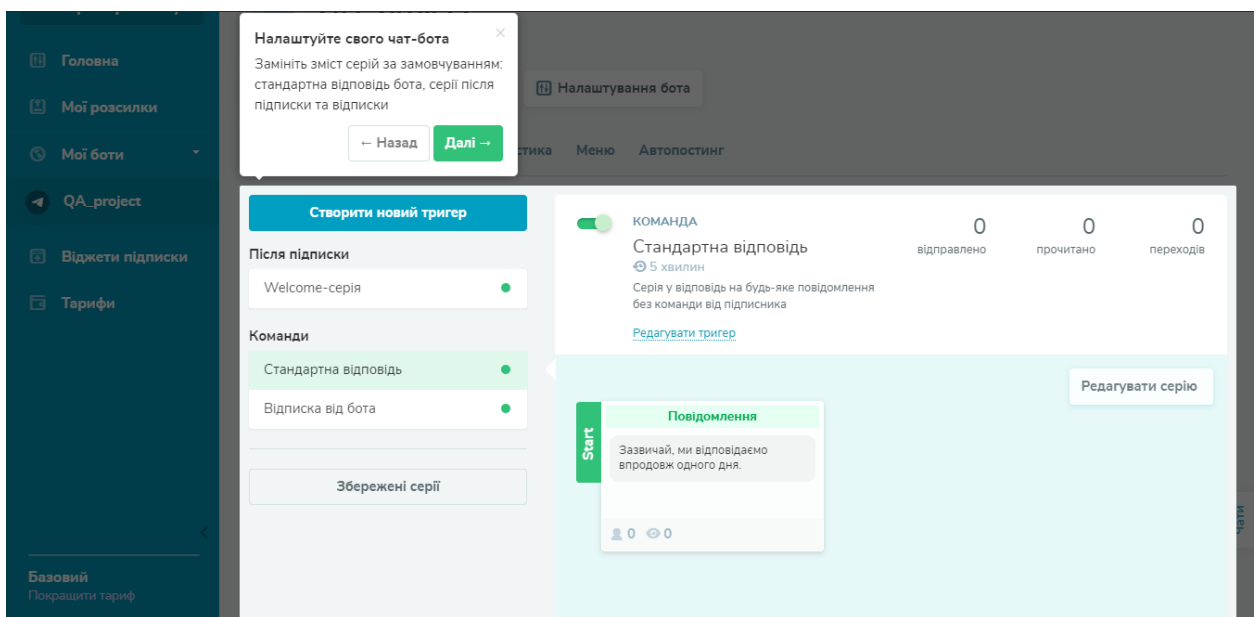 Налаштуйте свого чат-бота
Замініть зміст серій за замовчуванням:
стандартна відповідь бота, серії після
підписки та відписки
← Назад
Далі →
Головна
Мої розсилки
Мої боти
QA_project
Віджети підписки
Тарифи
Базовий
Покращити тариф
Налаштування бота
Меню
Автопостинг
Створити новий тригер
Після підписки
Welcome-серія
Команди
Стандартна відповідь
Відписка від бота
Збережені серії
КОМАНДА
Стандартна відповідь
5 хвилин
Серія у відповідь на будь-яке повідомлення
без команди від підписника
Редагувати тригер
0
відправлено
0
прочитано
0
переходів
Редагувати серію
Start
Повідомлення
Зазвичай, ми відповідаємо
впродовж одного дня.
0
0
Чати